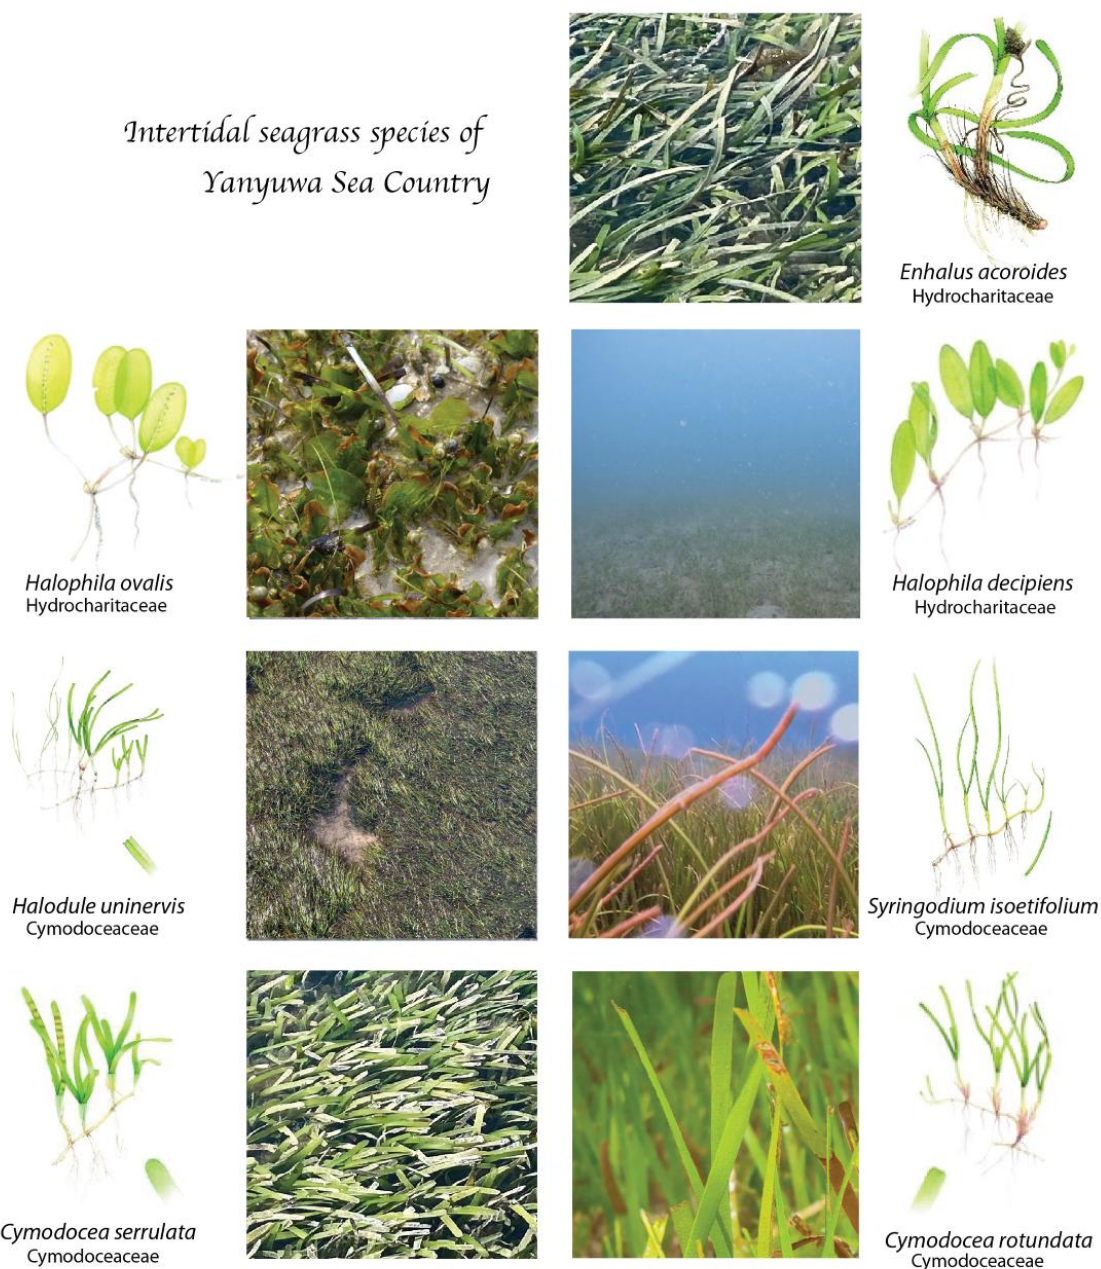 Intertidal seagrass species of
Yanyuwa Sea Country
Enhalus acoroides
Hydrocharitaceae
Halophila ovalis
Hydrocharitaceae
Halophila decipiens
Hydrocharitaceae
Halodule uninervis
Cymodoceaceae
Syringodium isoetifolium
Cymodoceaceae
Cymodocea serrulata
Cymodoceaceae
Cymodocea rotundata
Cymodoceaceae